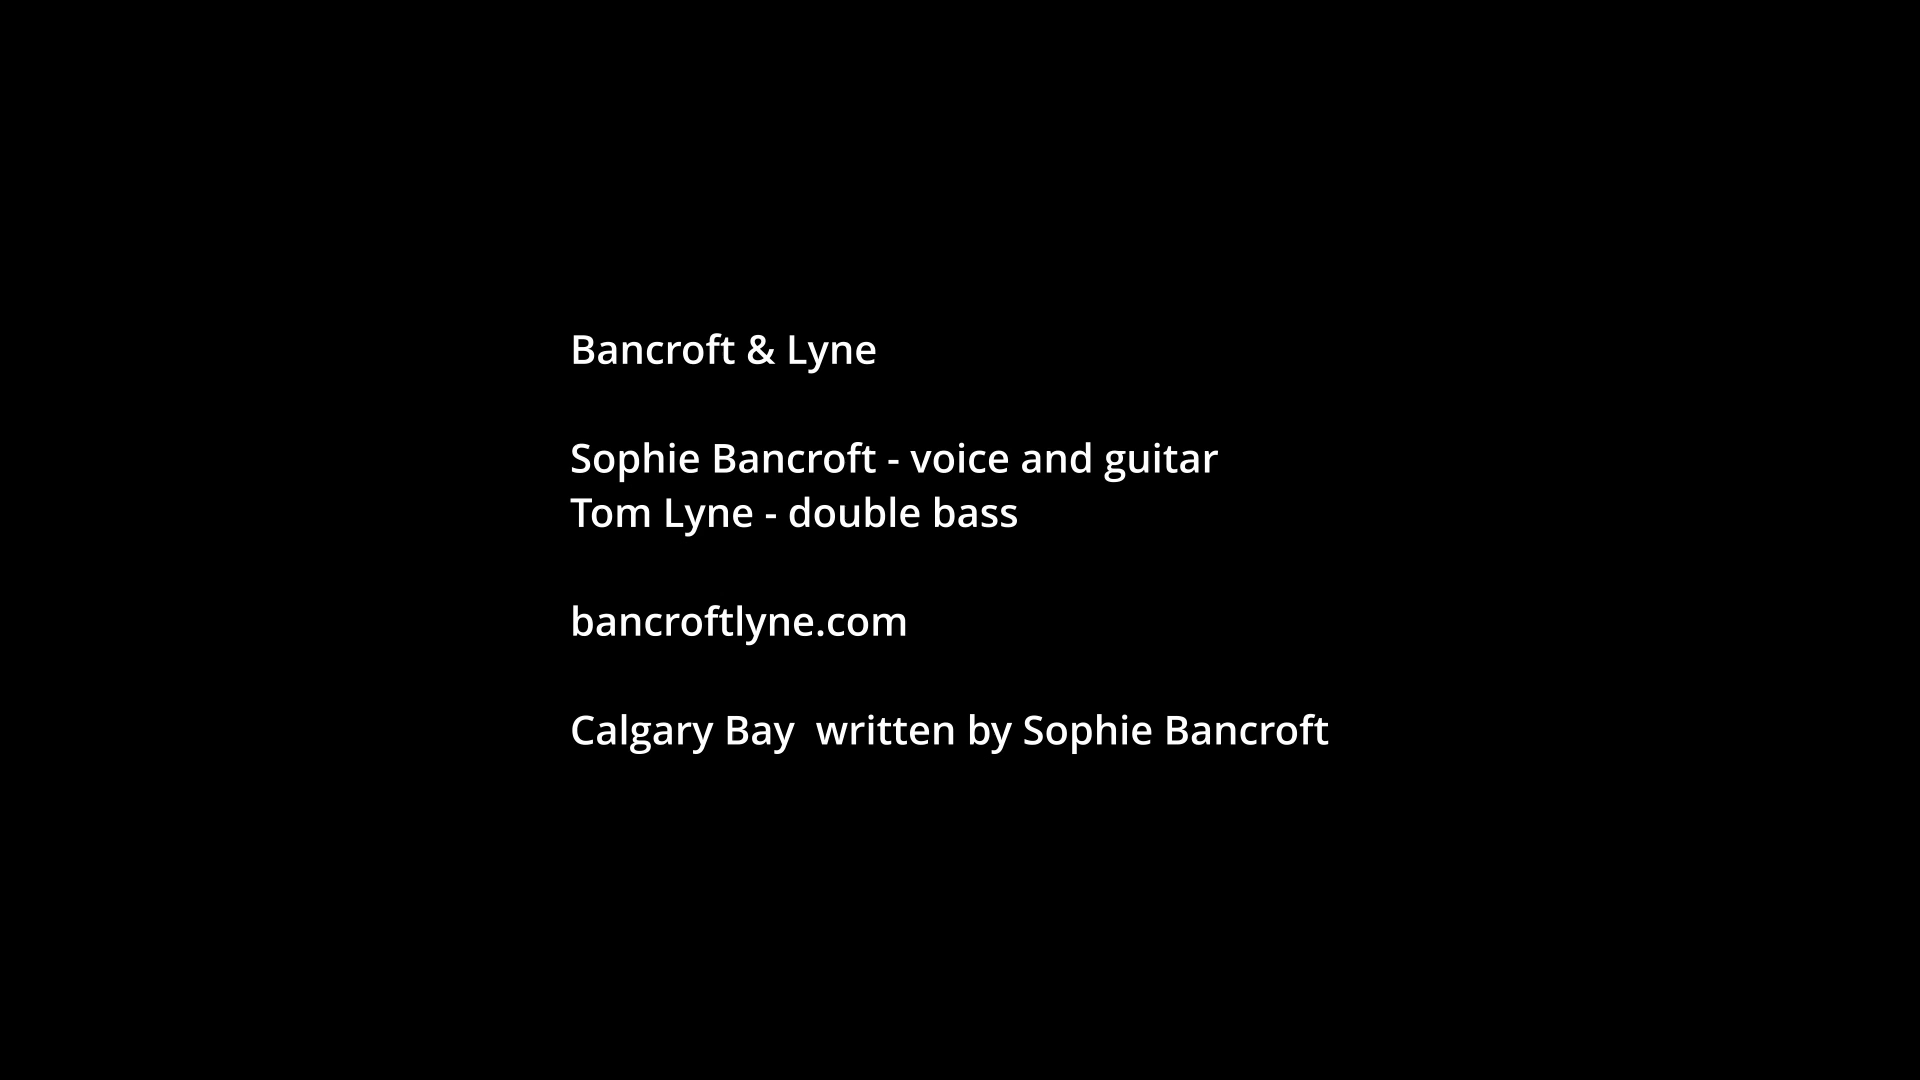 Bancroft & Lyne
Sophie Bancroft - voice and guitar
Tom Lyne - double bass
bancroftlyne.com
Calgary Bay  written by Sophie Bancroft